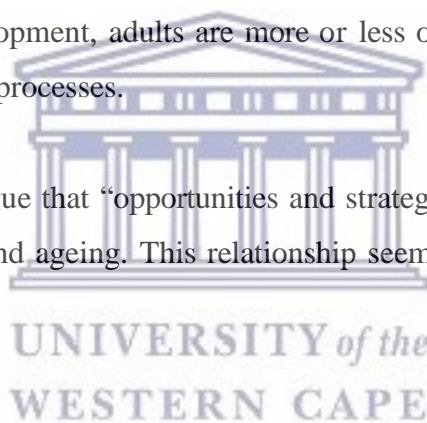 opment, adults are more or less o
processes.
gue that “opportunities and strateg
nd ageing. This relationship seem
UNIVERSITY of the
WESTERN CAPE